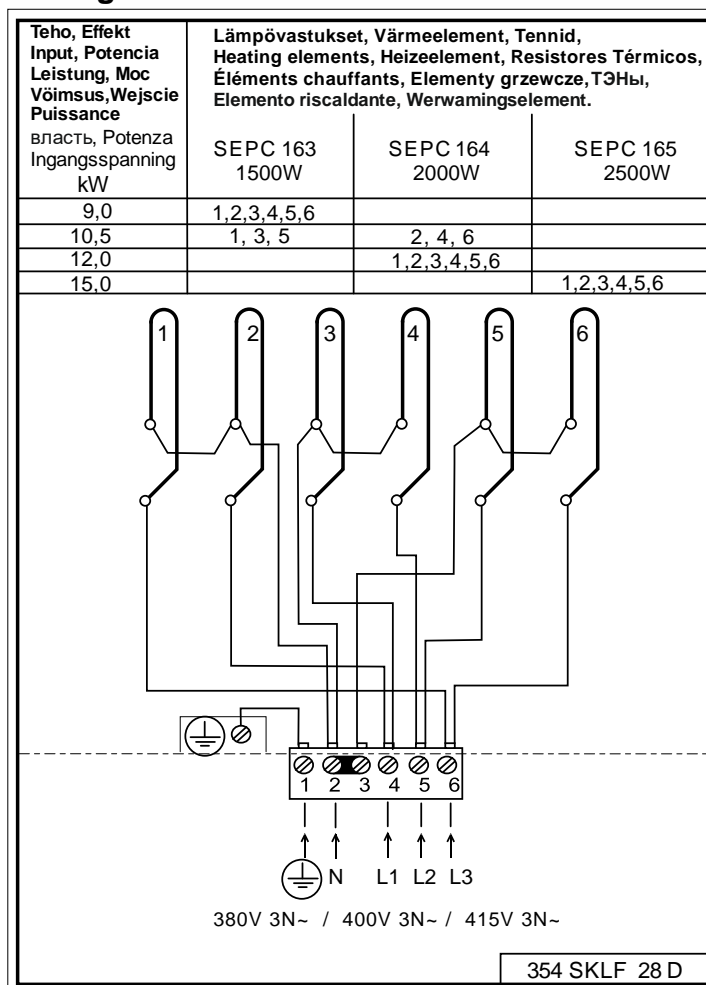 Teho, Effekt
Input, Potencia
Leistung, Moc
Vöimsus,Wejscie
Puissance
власть, Potenza
Ingangsspanning
kW
Lämpövastukset, Värmeelement, Tennid,
Heating elements, Heizeelement, Resistores Térmicos,
Éléments chauffants, Elementy grzewcze,ТЭНы,
Elemento riscaldante, Werwamingselement.
SEPC 163
1500W
SEPC 164
2000W
SEPC 165
2500W
9,0 1,2,3,4,5,6
10,5 1, 3, 5 2, 4, 6
12,0 1,2,3,4,5,6
15,0 1,2,3,4,5,6
1 2 3 4 5 6
1 2 3 4 5 6
N L1 L2 L3
380V 3N~ / 400V 3N~ / 415V 3N~
354 SKLF 28 D